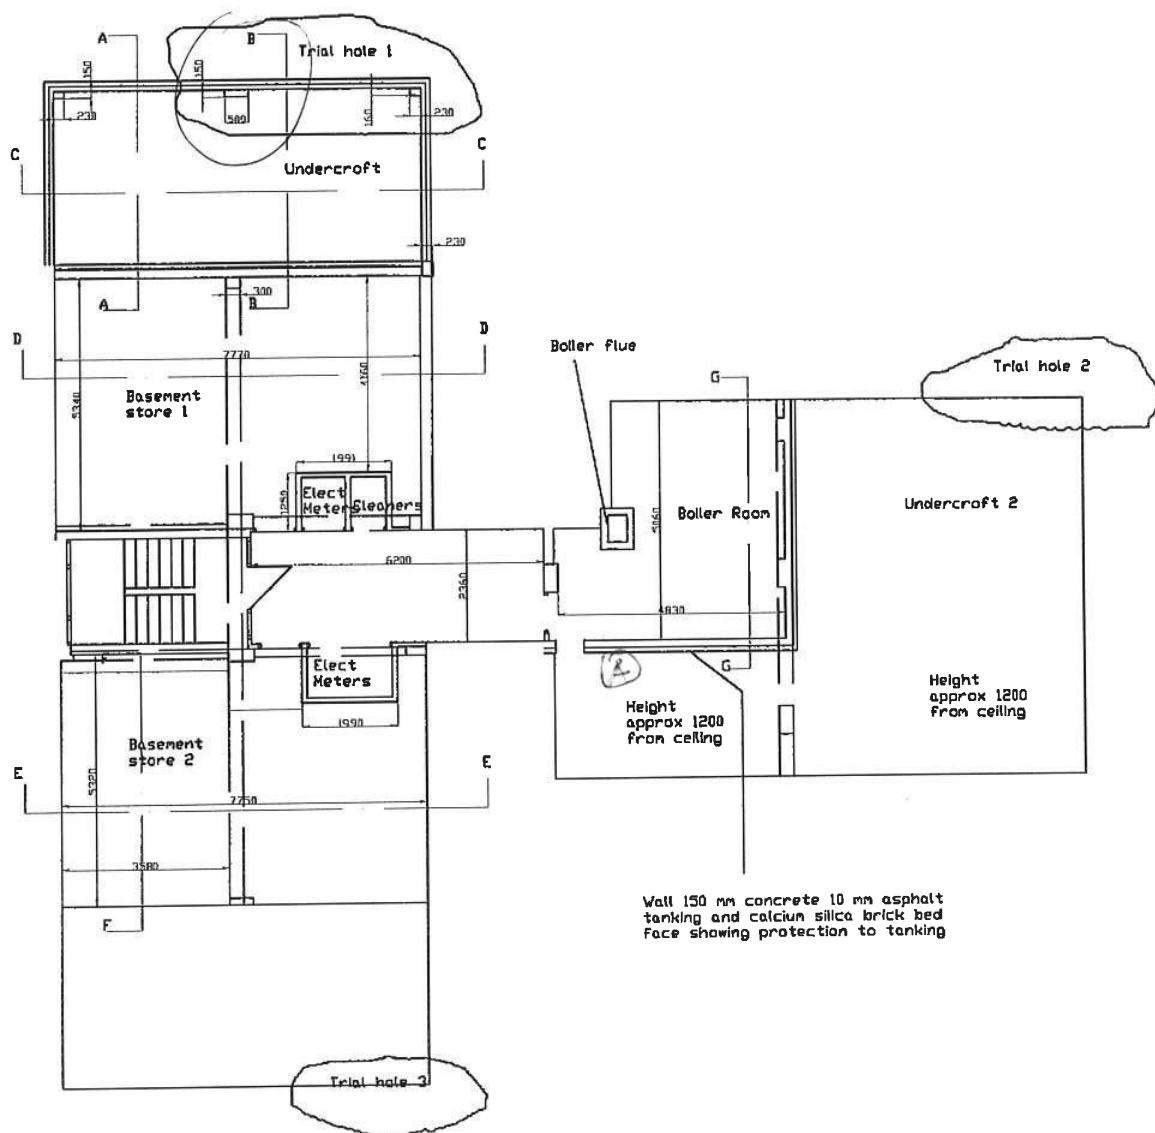 A
B
Trial hole 1
150
150
230
500
160
230
C
C
Undercroft
230
A
300
B
D
D
7770
5340
4160
Basement
store 1
1991
1250
Elect
Meters
Cleaners
6200
2360
Boiler flue
G
Trial hole 2
Boiler Room
5060
Undercroft 2
4830
G
Elect
Meters
1990
Height
approx 1200
from ceiling
Height
approx 1200
from ceiling
Basement
store 2
E
E
5320
7750
3580
F
Wall 150 mm concrete 10 mm asphalt
tanking and calcium silica brick bed
face showing protection to tanking
Trial hole 3